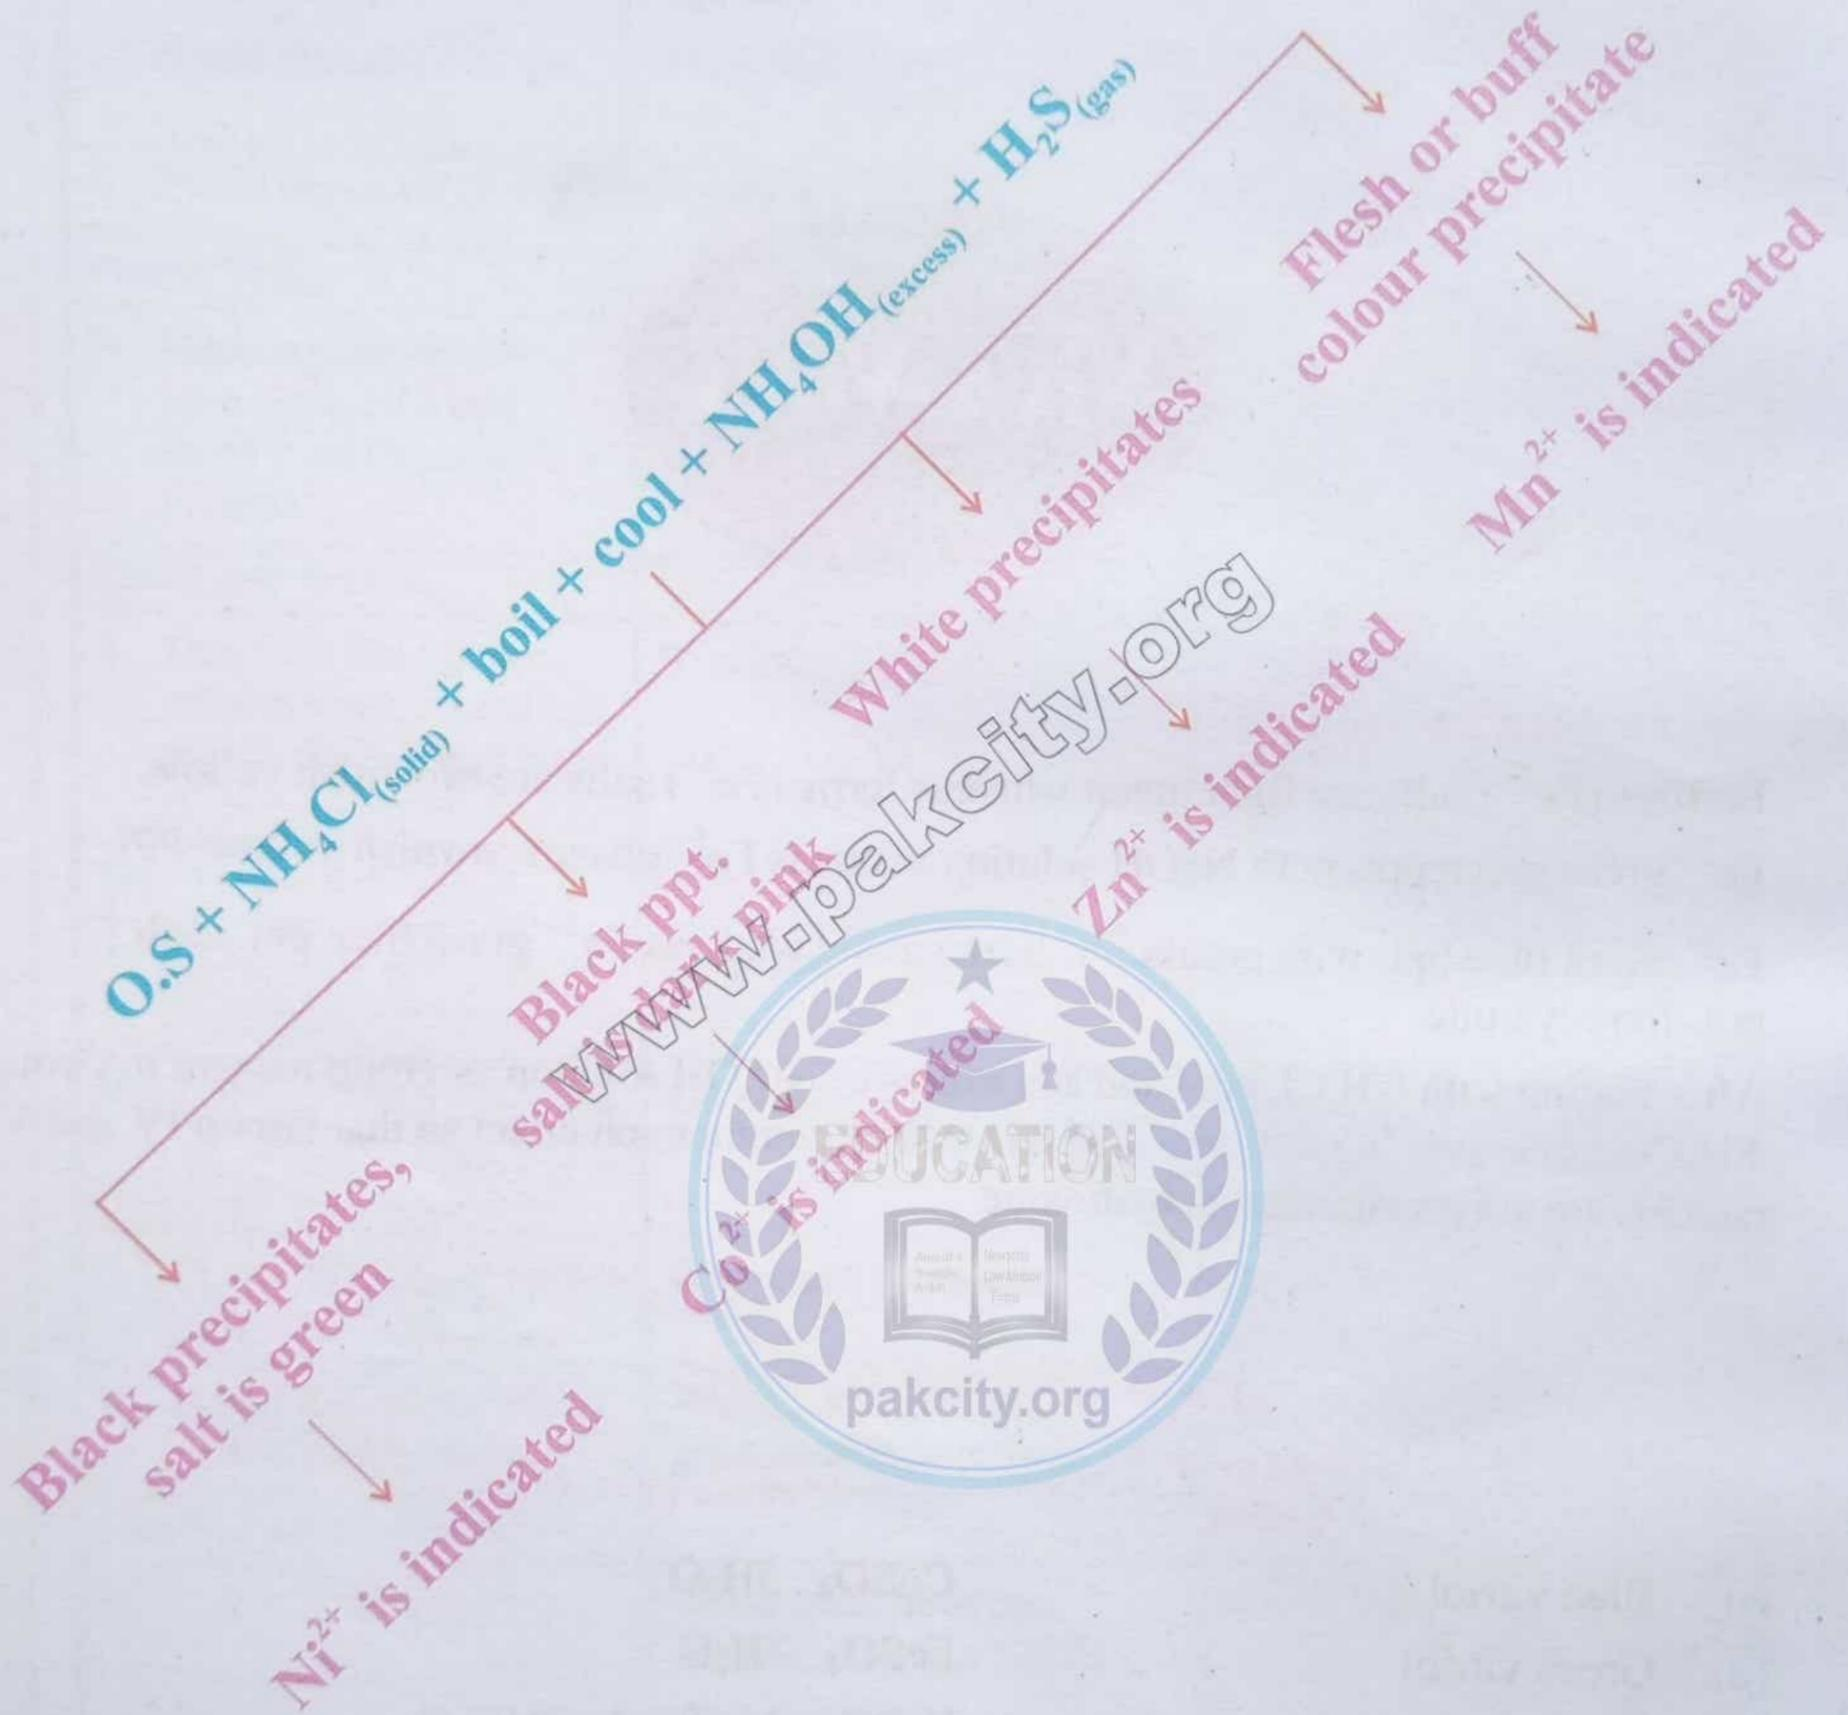 O.S + NH₄Cl(solid) + boil + cool + NH₄OH(excess) + H₂S(gas)
Black precipitates,
salt is green
Ni²⁺ is indicated
Black ppt.
salt is dark pink
Co²⁺ is indicated
White precipitates
Zn²⁺ is indicated
Flesh or buff
colour precipitate
Mn²⁺ is indicated
www.pakcity.org
EDUCATION
pakcity.org